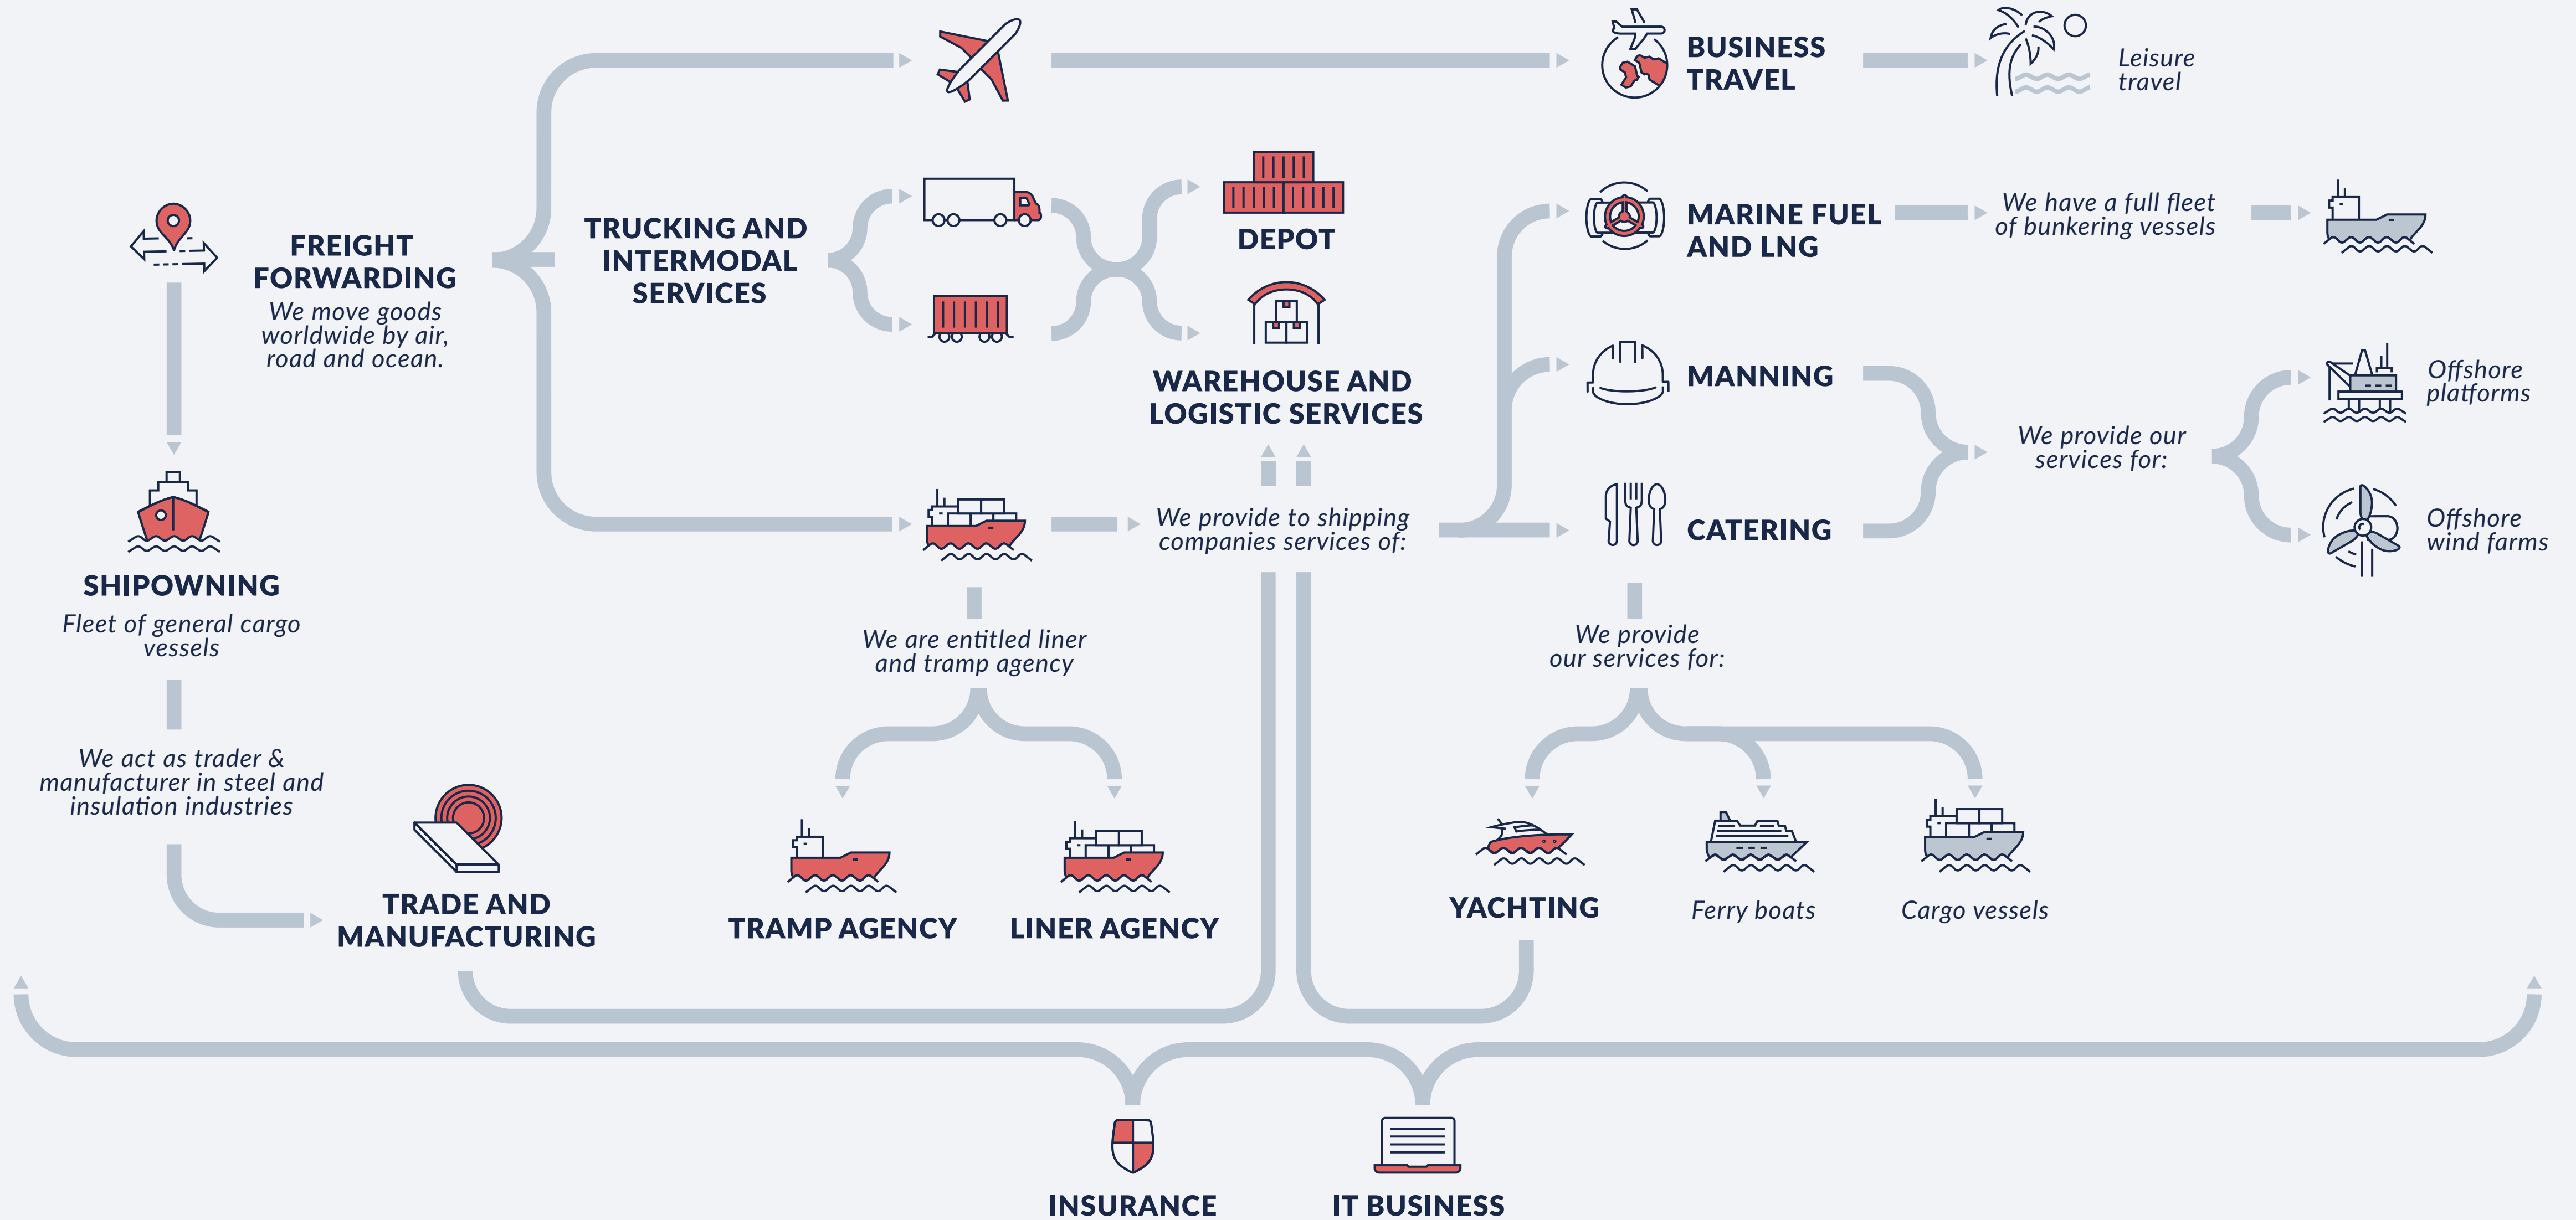 BUSINESS
TRAVEL
Leisure
travel
FREIGHT
FORWARDING
We move goods
worldwide by air,
road and ocean.
TRUCKING AND
INTERMODAL
SERVICES
DEPOT
WAREHOUSE AND
LOGISTIC SERVICES
MARINE FUEL
AND LNG
We have a full fleet
of bunkering vessels
MANNING
CATERING
We provide our
services for:
Offshore
platforms
Offshore
wind farms
We provide to shipping
companies services of:
SHIPOWNING
Fleet of general cargo
vessels
We act as trader &
manufacturer in steel and
insulation industries
TRADE AND
MANUFACTURING
We are entitled liner
and tramp agency
TRAMP AGENCY
LINER AGENCY
We provide
our services for:
YACHTING
Ferry boats
Cargo vessels
INSURANCE
IT BUSINESS